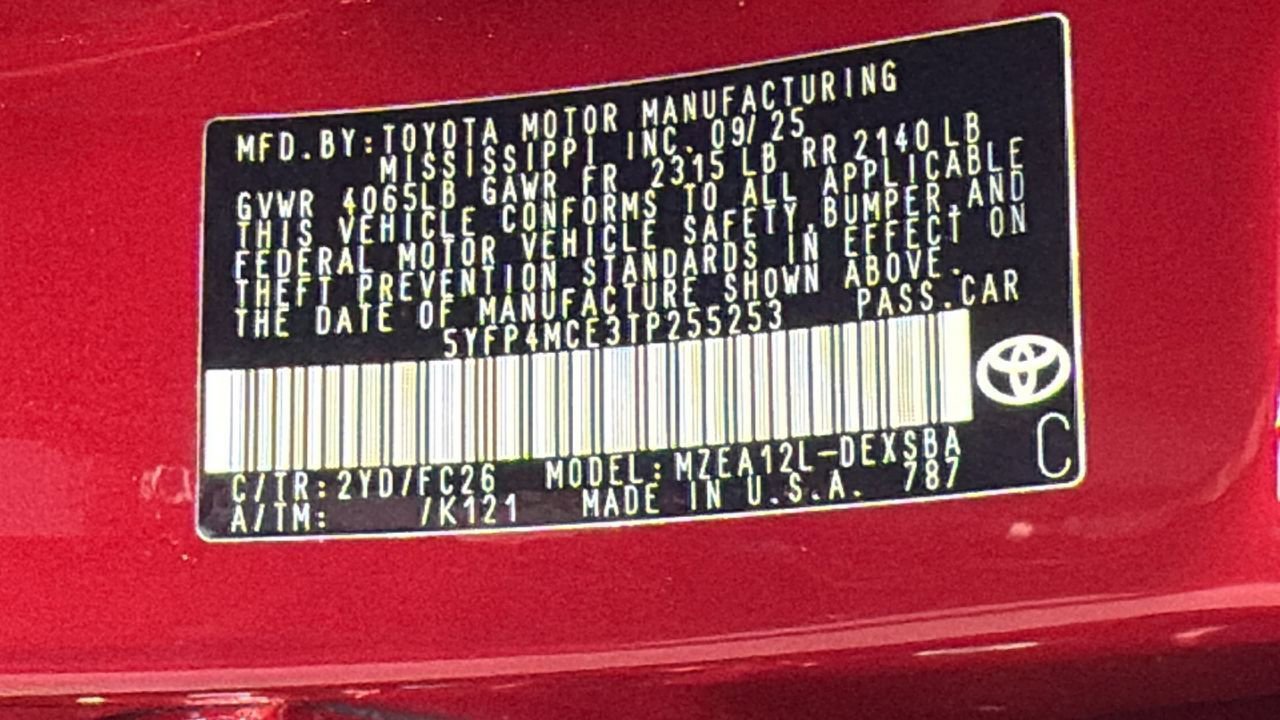 MFD.BY:TOYOTA MOTOR MANUFACTURING
MISSISSIPPI INC. 09/25
GVWR 4065LB GAWR FR 2315 LB RR 2140 LB
THIS VEHICLE CONFORMS TO ALL APPLICABLE
FEDERAL MOTOR VEHICLE SAFETY,BUMPER,AND
THEFT PREVENTION STANDARDS IN EFFECT ON
THE DATE OF MANUFACTURE SHOWN ABOVE.
5YFP4MCE3TP255253 PASS.CAR
C/TR:2YD/FC26 MODEL:MZEA12L-DEXSBA
A/TM: /K121 MADE IN U.S.A. 787
C